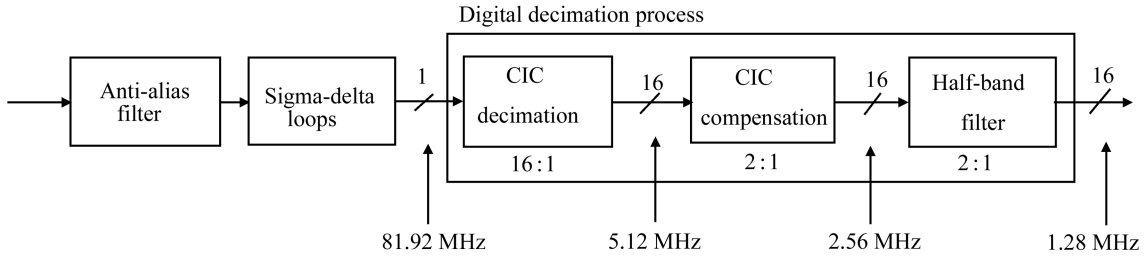 Digital decimation process
Anti-alias
filter
Sigma-delta
loops
1
CIC
decimation
16:1
16
CIC
compensation
2:1
16
Half-band
filter
2:1
16
81.92 MHz
5.12 MHz
2.56 MHz
1.28 MHz